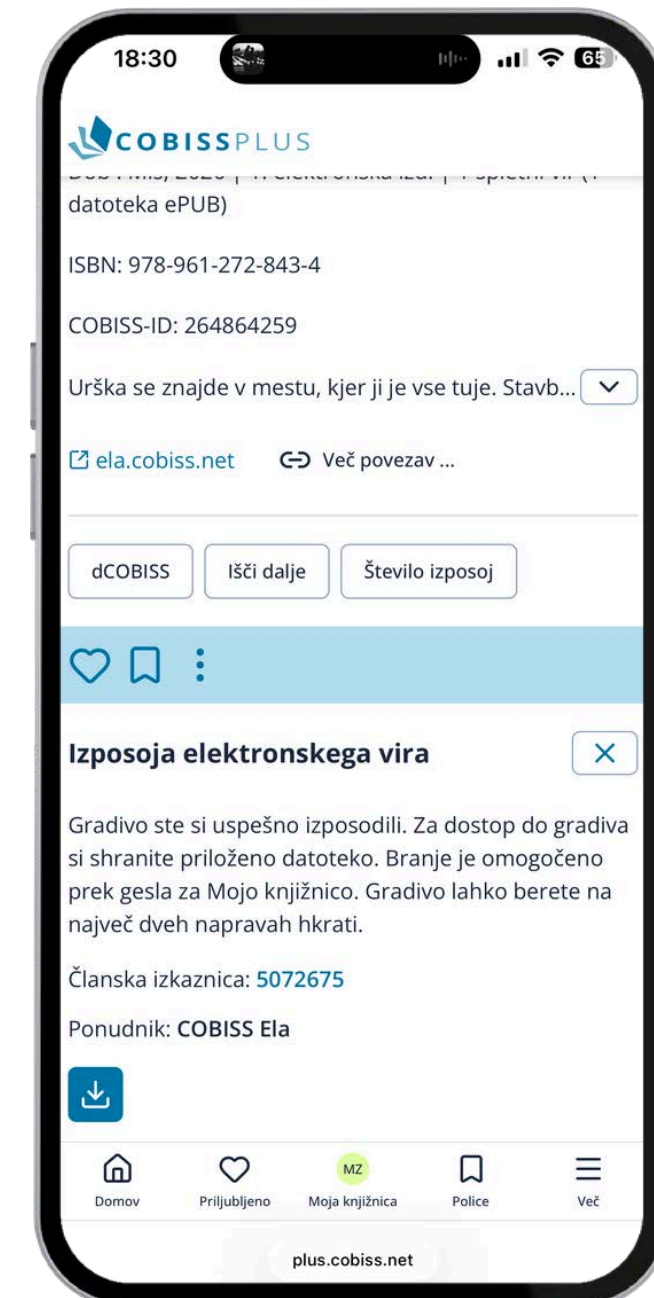 18:30
65
COBISSPLUS
datoteka ePUB)
ISBN: 978-961-272-843-4
COBISS-ID: 264864259
Urška se znajde v mestu, kjer ji je vse tuje. Stavb...
ela.cobiss.net Več povezav ...
dCOBISS Išči dalje Število izposoj
Izposoja elektronskega vira
Gradivo ste si uspešno izposodili. Za dostop do gradiva
si shranite priloženo datoteko. Branje je omogočeno
prek gesla za Mojo knjižnico. Gradivo lahko berete na
največ dveh napravah hkrati.
Članska izkaznica: 5072675
Ponudnik: COBISS Ela
MZ
Domov Priljubljeno Moja knjižnica Police Več
plus.cobiss.net